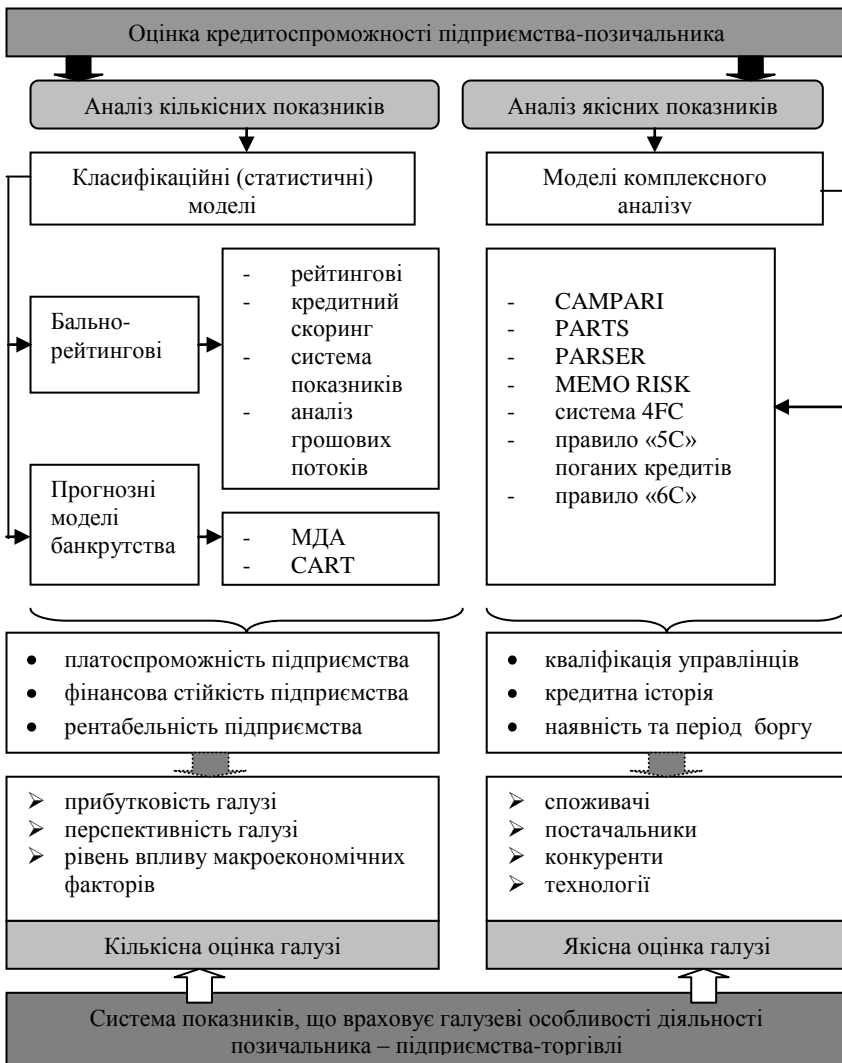 Оцінка кредитоспроможності підприємства-позичальника
Аналіз кількісних показників
Аналіз якісних показників
Класифікаційні (статистичні)
моделі
Моделі комплексного
аналізу
Бально-
рейтингові
- рейтингові
- кредитний
скоринг
- система
показників
- аналіз
грошових
потоків
- CAMPARI
- PARTS
- PARSER
- MEMO RISK
- система 4FC
- правило «5С»
поганих кредитів
- правило «6С»
Прогнозні
моделі
банкрутства
- МДА
- CART
• платоспроможність підприємства
• фінансова стійкість підприємства
• рентабельність підприємства
• кваліфікація управлінців
• кредитна історія
• наявність та період боргу
➢ прибутковість галузі
➢ перспективність галузі
➢ рівень впливу макроекономічних
факторів
➢ споживачі
➢ постачальники
➢ конкуренти
➢ технології
Кількісна оцінка галузі
Якісна оцінка галузі
Система показників, що враховує галузеві особливості діяльності
позичальника – підприємства-торгівлі